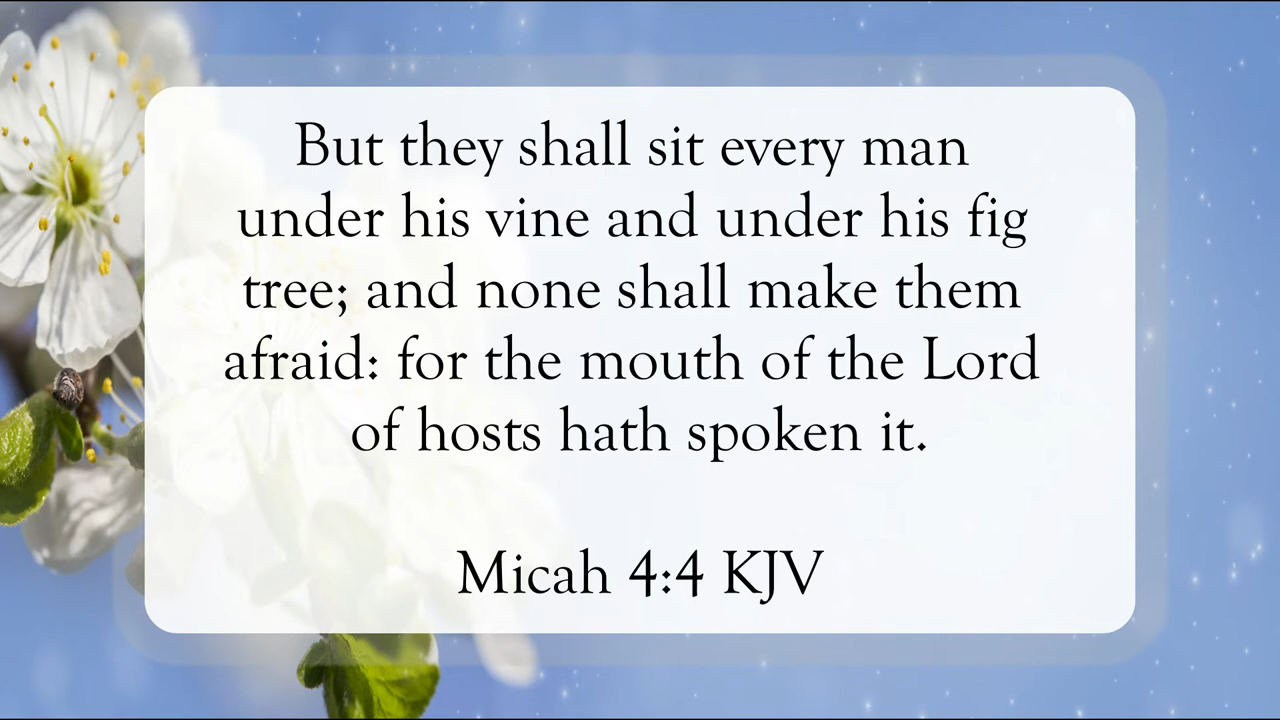 But they shall sit every man
under his vine and under his fig
tree; and none shall make them
afraid: for the mouth of the Lord
of hosts hath spoken it.
Micah 4:4 KJV